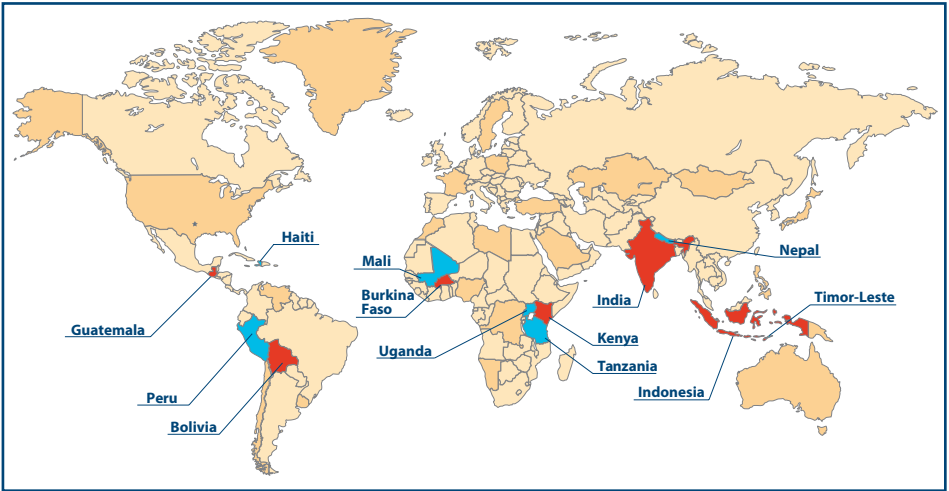 Haiti
Nepal
Mali
Burkina
Faso
India
Timor-Leste
Guatemala
Uganda
Kenya
Tanzania
Peru
Indonesia
Bolivia